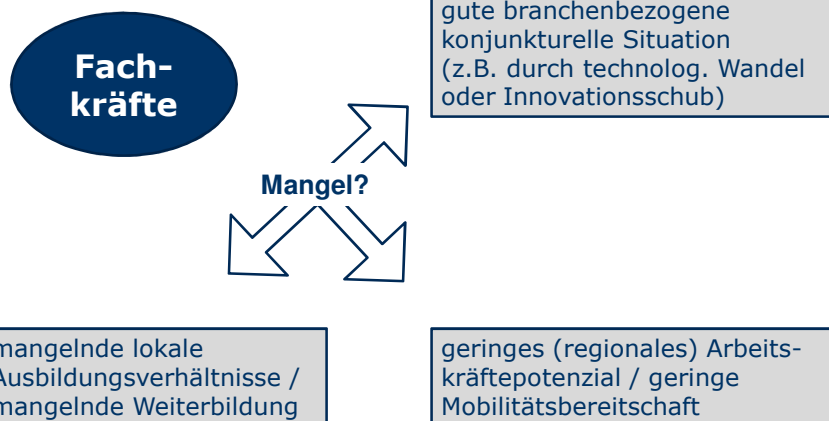 gute branchenbezogene
konjunkturelle Situation
(z.B. durch technolog. Wandel
oder Innovationsschub)
Fach-
kräfte
Mangel?
mangelnde lokale
Ausbildungsverhältnisse /
mangelnde Weiterbildung
geringes (regionales) Arbeits-
kräftepotenzial / geringe
Mobilitätsbereitschaft